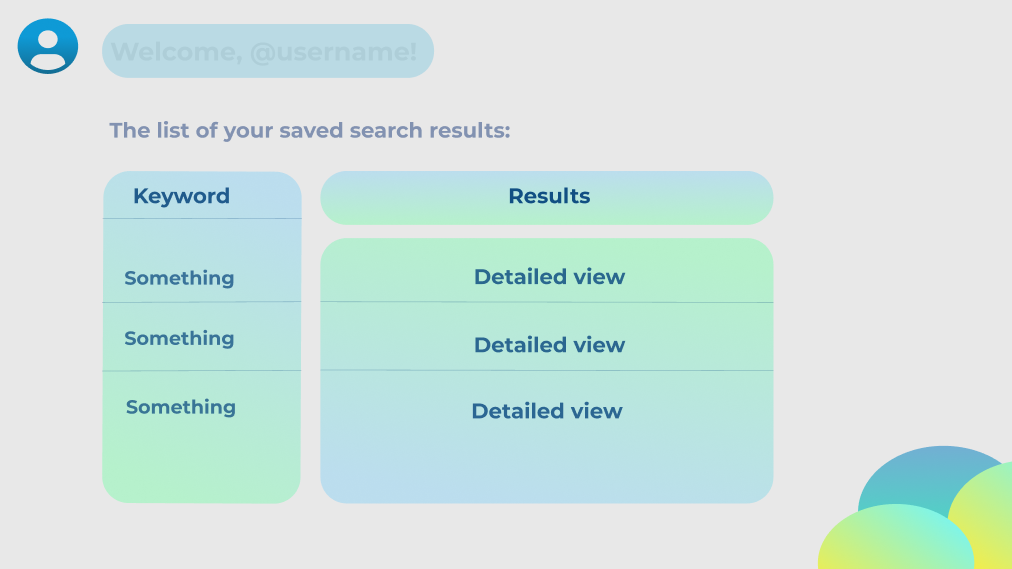 Welcome, @username!
The list of your saved search results:
Keyword
Results
Something
Detailed view
Something
Detailed view
Something
Detailed view